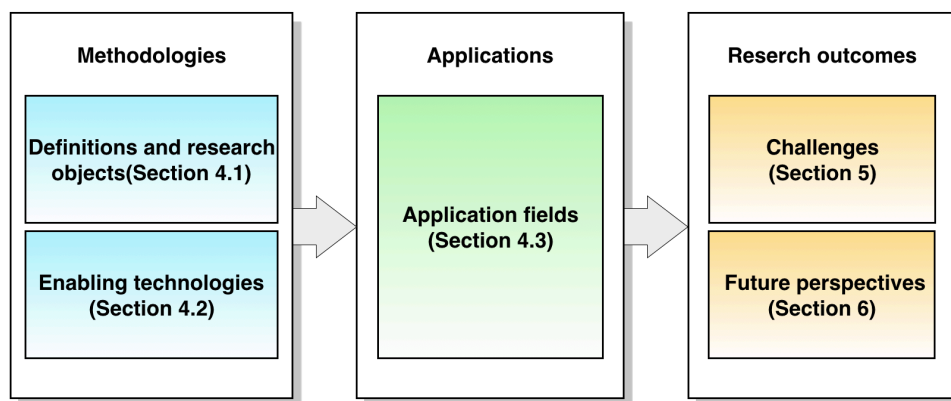 Methodologies
Definitions and research
objects(Section 4.1)
Enabling technologies
(Section 4.2)
Applications
Application fields
(Section 4.3)
Reserch outcomes
Challenges
(Section 5)
Future perspectives
(Section 6)